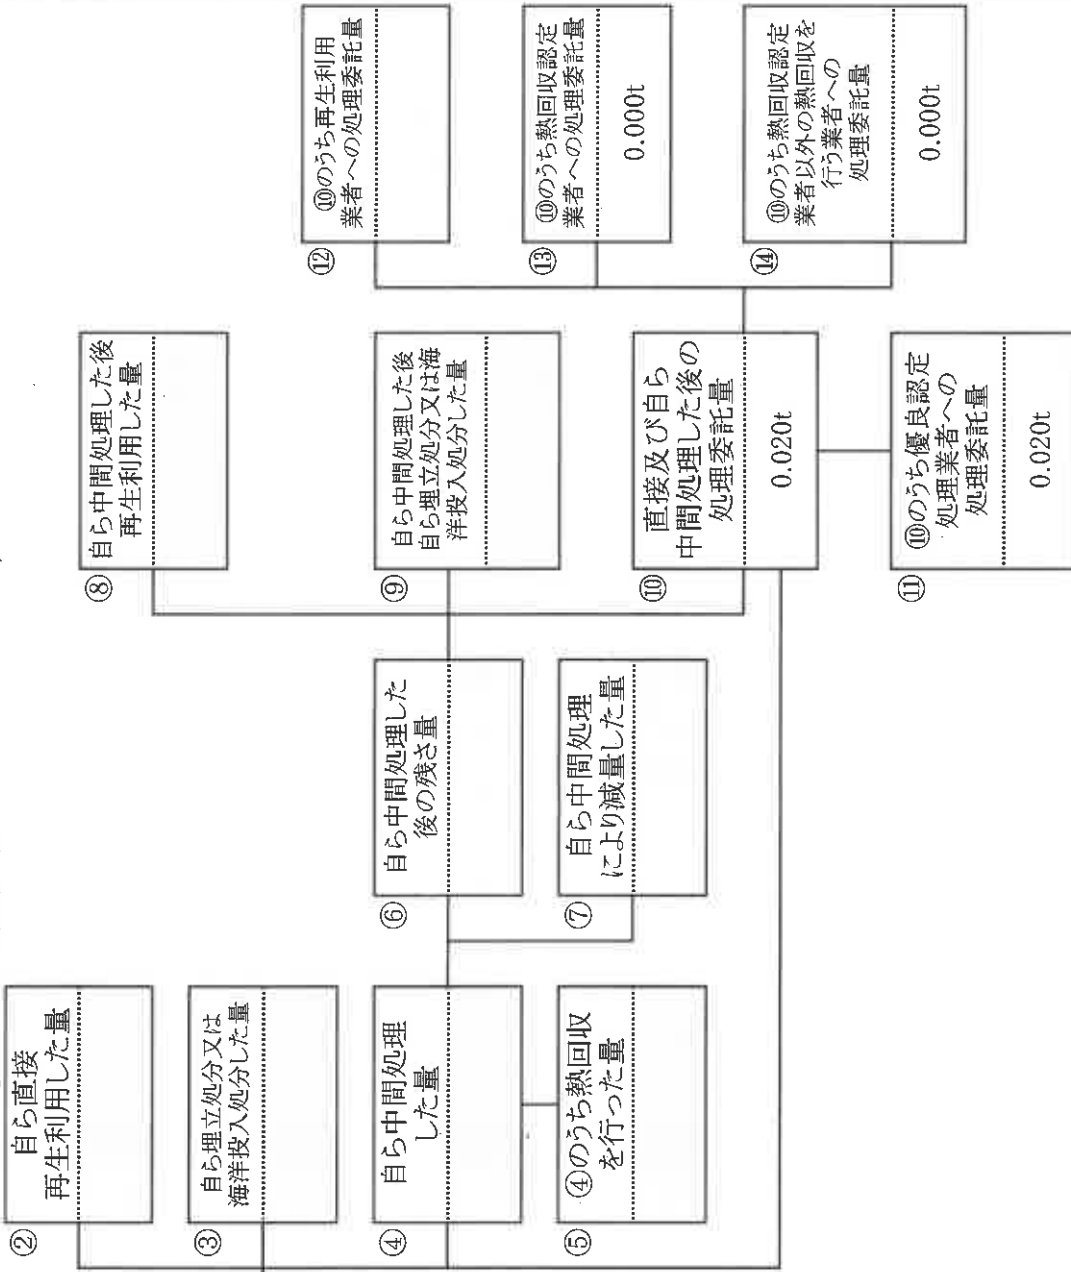 ②
自ら直接
再生利用した量
③
自ら埋立処分又は
海洋投入処分した量
④
自ら中間処理
した量
⑤
④のうち熱回収
を行った量
⑥
自ら中間処理した
後の残さ量
⑦
自ら中間処理
により減量した量
⑧
自ら中間処理した後
再生利用した量
⑨
自ら中間処理した後
自ら埋立処分又は海
洋投入処分した量
⑩
直接及び自ら
中間処理した後の
処理委託量
0.020t
⑪
⑩のうち優良認定
処理業者への
処理委託量
0.020t
⑫
⑩のうち再生利用
業者への処理委託量
⑬
⑩のうち熱回収認定
業者への処理委託量
0.000t
⑭
⑩のうち熱回収認定
業者以外の熱回収を
行う業者への
処理委託量
0.000t